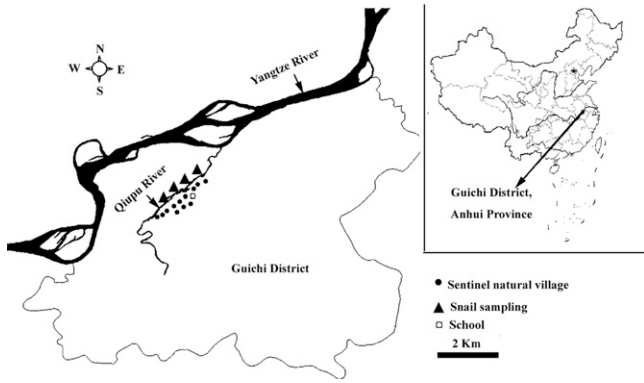 N
W E
S
Yangtze River
Qiupu River
Guichi District
Guichi District,
Anhui Province
Sentinel natural village
Snail sampling
School
2 Km